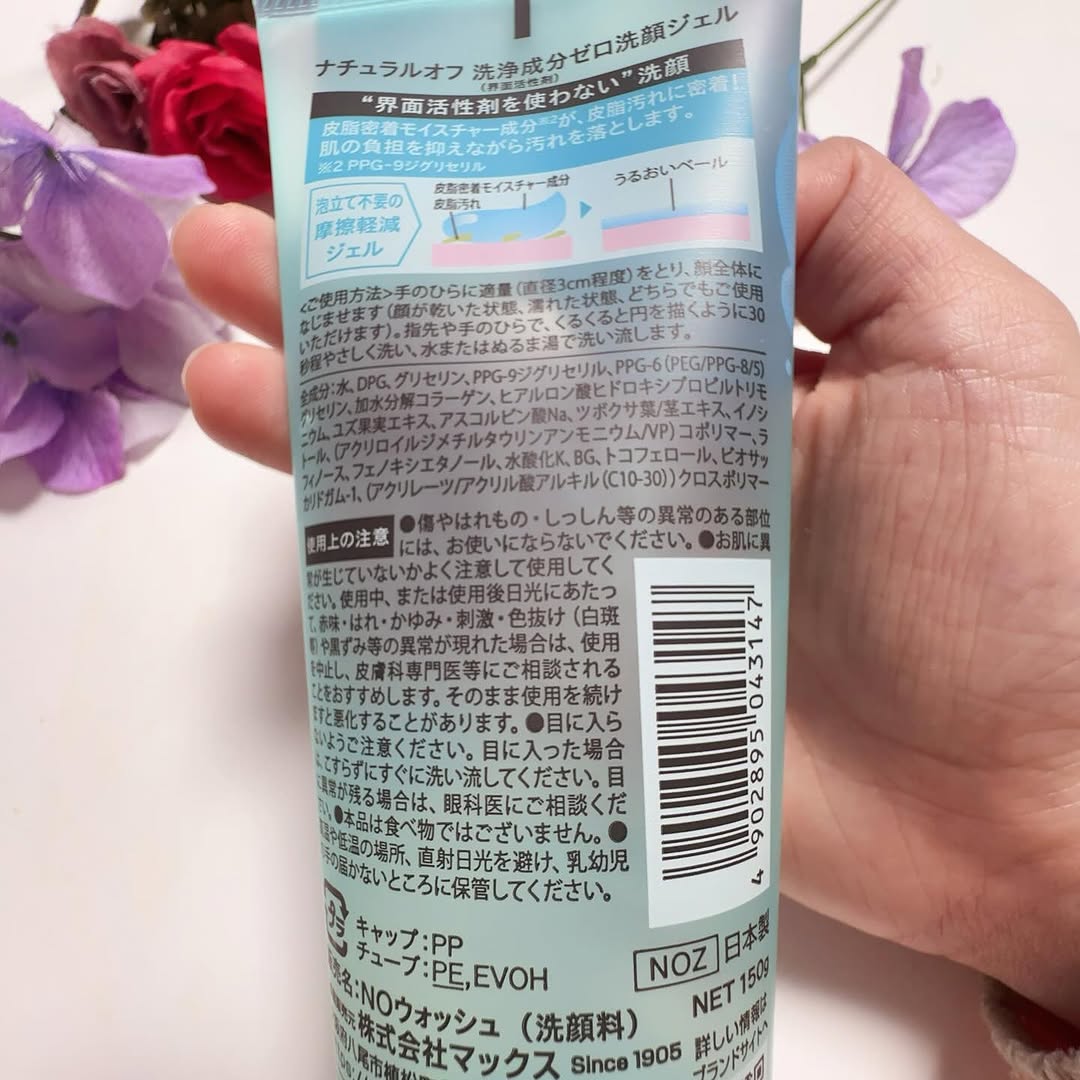 ナチュラルオフ 洗浄成分ゼロ洗顔ジェル
(界面活性剤)
“界面活性剤を使わない”洗顔
皮脂密着モイスチャー成分※2が、皮脂汚れに密着!
肌の負担を抑えながら汚れを落とします。
※2 PPG-9ジグリセリル
泡立て不要の
摩擦軽減
ジェル
皮脂密着モイスチャー成分
皮脂汚れ
うるおいベール
<ご使用方法>手のひらに適量(直径3cm程度)をとり、顔全体に
なじませます(顔が乾いた状態、濡れた状態、どちらでもご使用
いただけます)。指先や手のひらで、くるくると円を描くように30
秒程やさしく洗い、水またはぬるま湯で洗い流します。
全成分:水、DPG、グリセリン、PPG-9ジグリセリル、PPG-6(PEG/PPG-8/5)
グリセリン、加水分解コラーゲン、ヒアルロン酸ヒドロキシプロピルトリモ
ニウム、ユズ果実エキス、アスコルビン酸Na、ツボクサ葉/茎エキス、イノシ
トール、(アクリロイルジメチルタウリンアンモニウム/VP)コポリマー、ラ
フィノース、フェノキシエタノール、水酸化K、BG、トコフェロール、ビオサッ
カリドガム-1、(アクリレーツ/アクリル酸アルキル(C10-30))クロスポリマー
使用上の注意
●傷やはれもの・しっしん等の異常のある部位
には、お使いにならないでください。●お肌に異
常が生じていないかよく注意して使用してく
ださい。使用中、または使用後日光にあたっ
て、赤味・はれ・かゆみ・刺激・色抜け(白斑
等)や黒ずみ等の異常が現れた場合は、使用
を中止し、皮膚科専門医等にご相談される
ことをおすすめします。そのまま使用を続け
ますと悪化することがあります。●目に入ら
ないようご注意ください。目に入った場合
は、こすらずにすぐに洗い流してください。目
に異常が残る場合は、眼科医にご相談くだ
さい。●本品は食べ物ではございません。●
高温や低温の場所、直射日光を避け、乳幼児
の手の届かないところに保管してください。
4902895043147
プラ
キャップ:PP
チューブ:PE,EVOH
NOZ 日本製
NET 150g
販売名:NOウォッシュ(洗顔料)
株式会社マックス Since 1905
八尾市植松
詳しい情報は
ブランドサイトへ